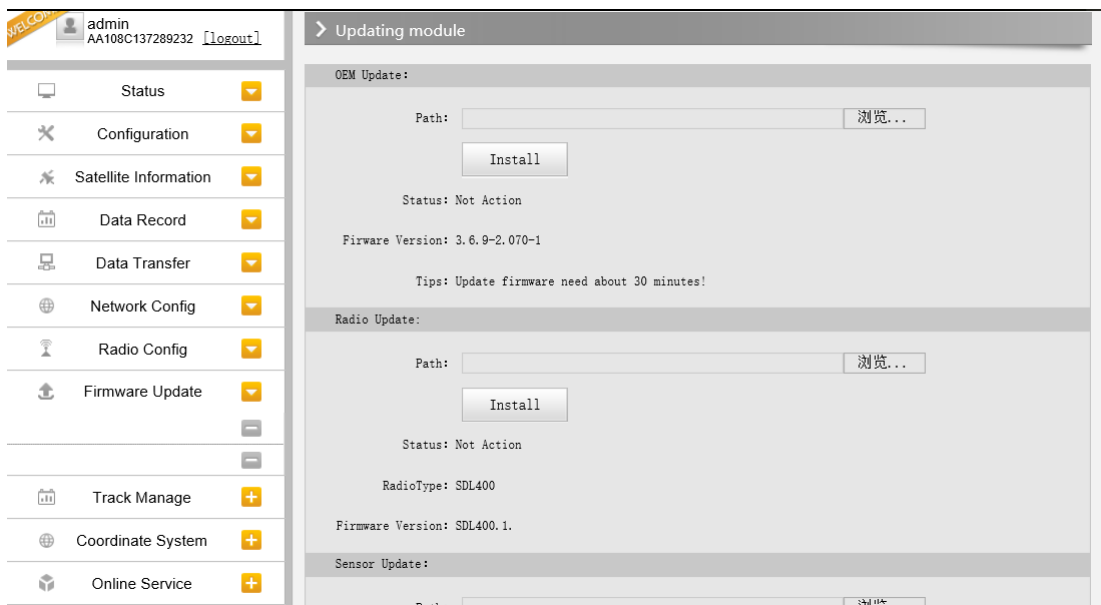 WELCOM
admin
AA108C137289232 [logout]
Status
Configuration
Satellite Information
Data Record
Data Transfer
Network Config
Radio Config
Firmware Update
Track Manage
Coordinate System
Online Service
Updating module
OEM Update:
Path: 浏览...
Install
Status: Not Action
Firware Version: 3.6.9-2.070-1
Tips: Update firmware need about 30 minutes!
Radio Update:
Path: 浏览...
Install
Status: Not Action
RadioType: SDL400
Firmware Version: SDL400.1.
Sensor Update: